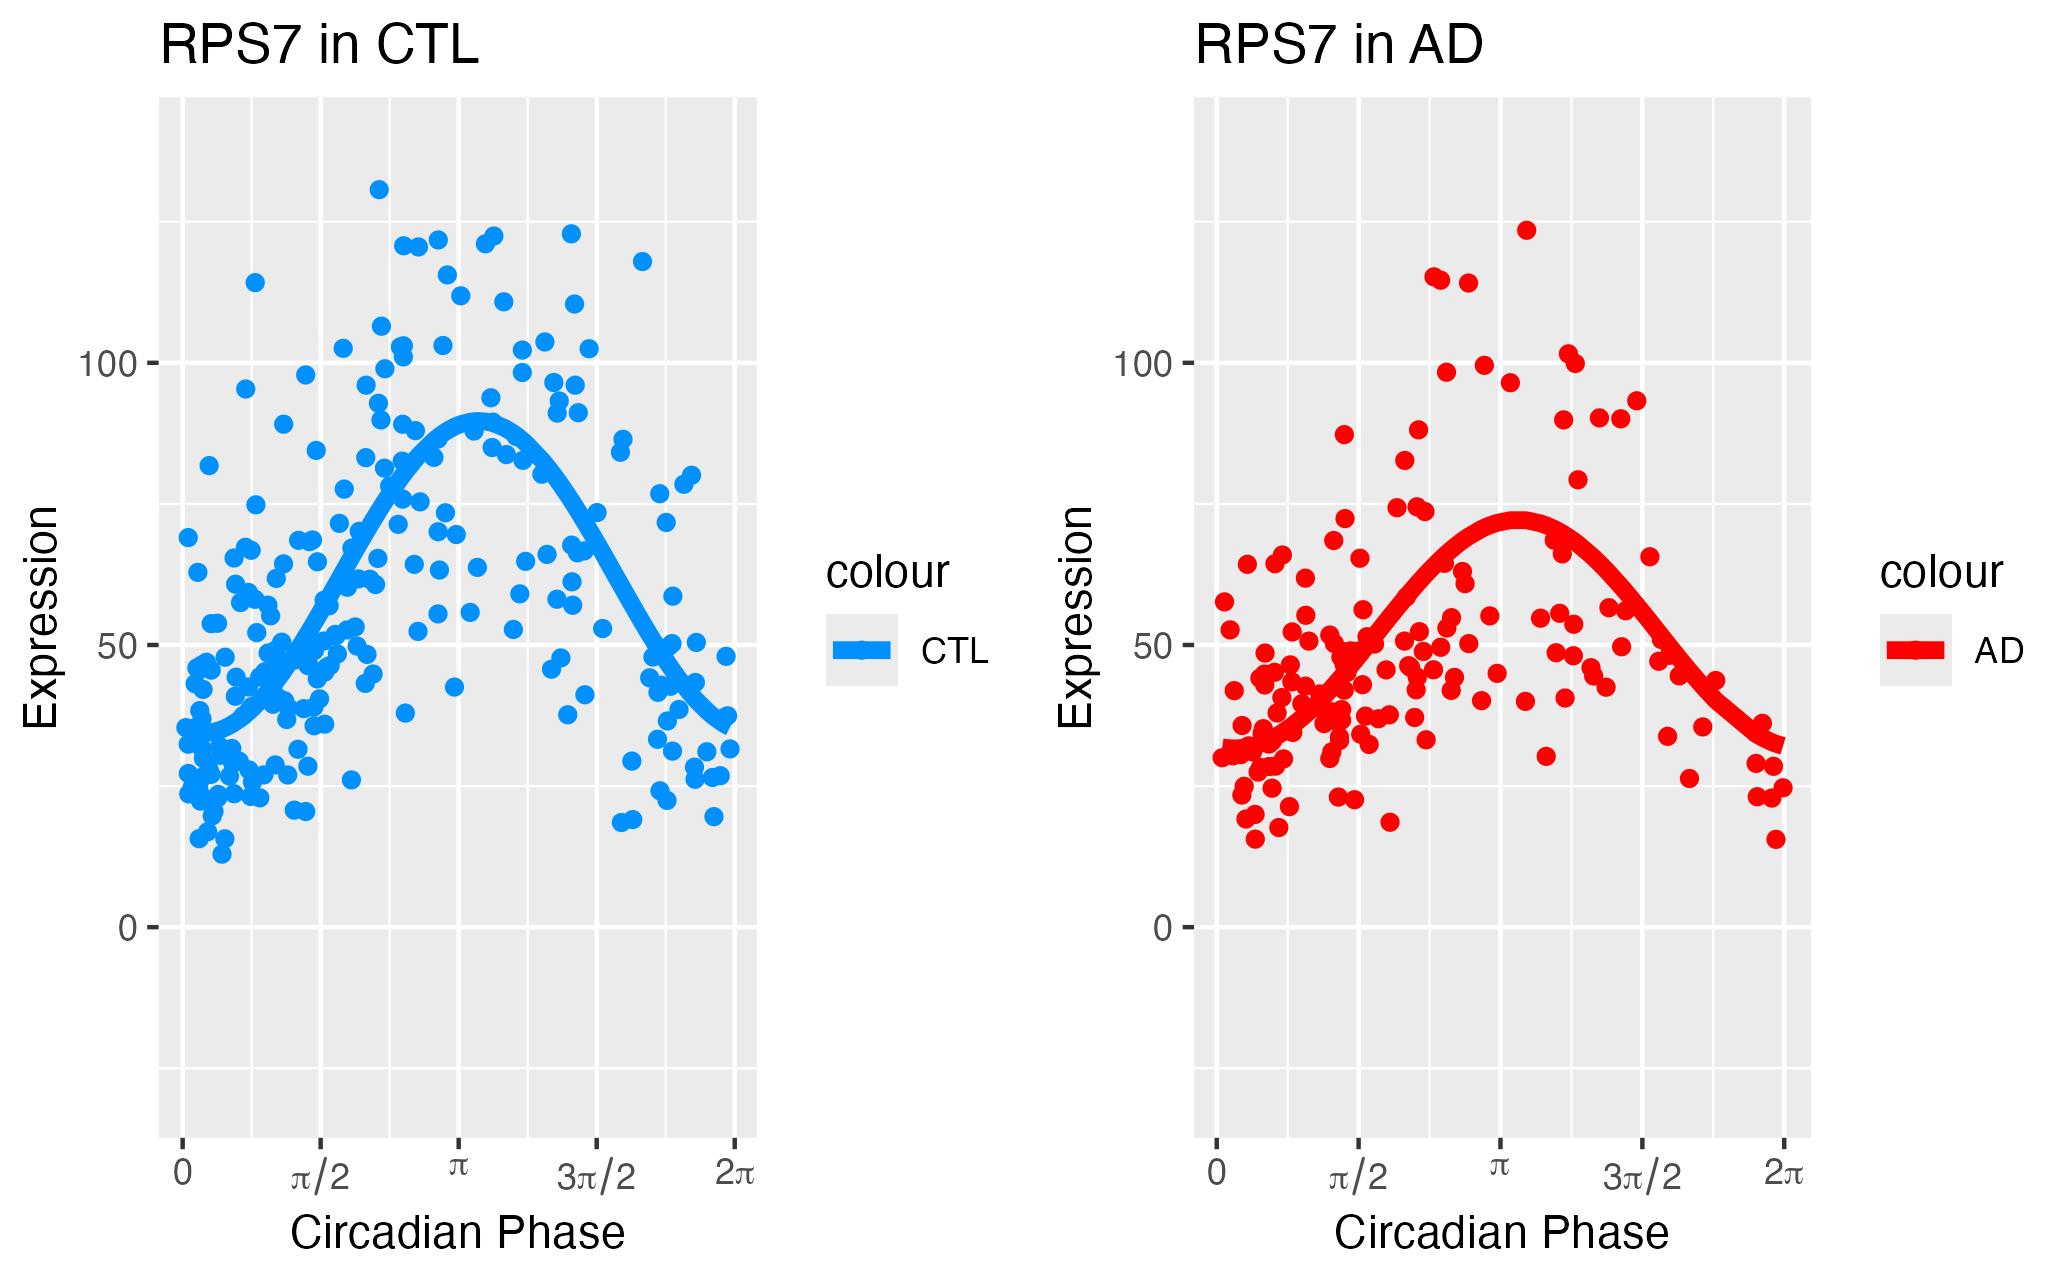 RPS7 in CTL
Expression
100
50
0
0 π/2 π 3π/2 2π
Circadian Phase
colour
CTL
RPS7 in AD
Expression
100
50
0
0 π/2 π 3π/2 2π
Circadian Phase
colour
AD